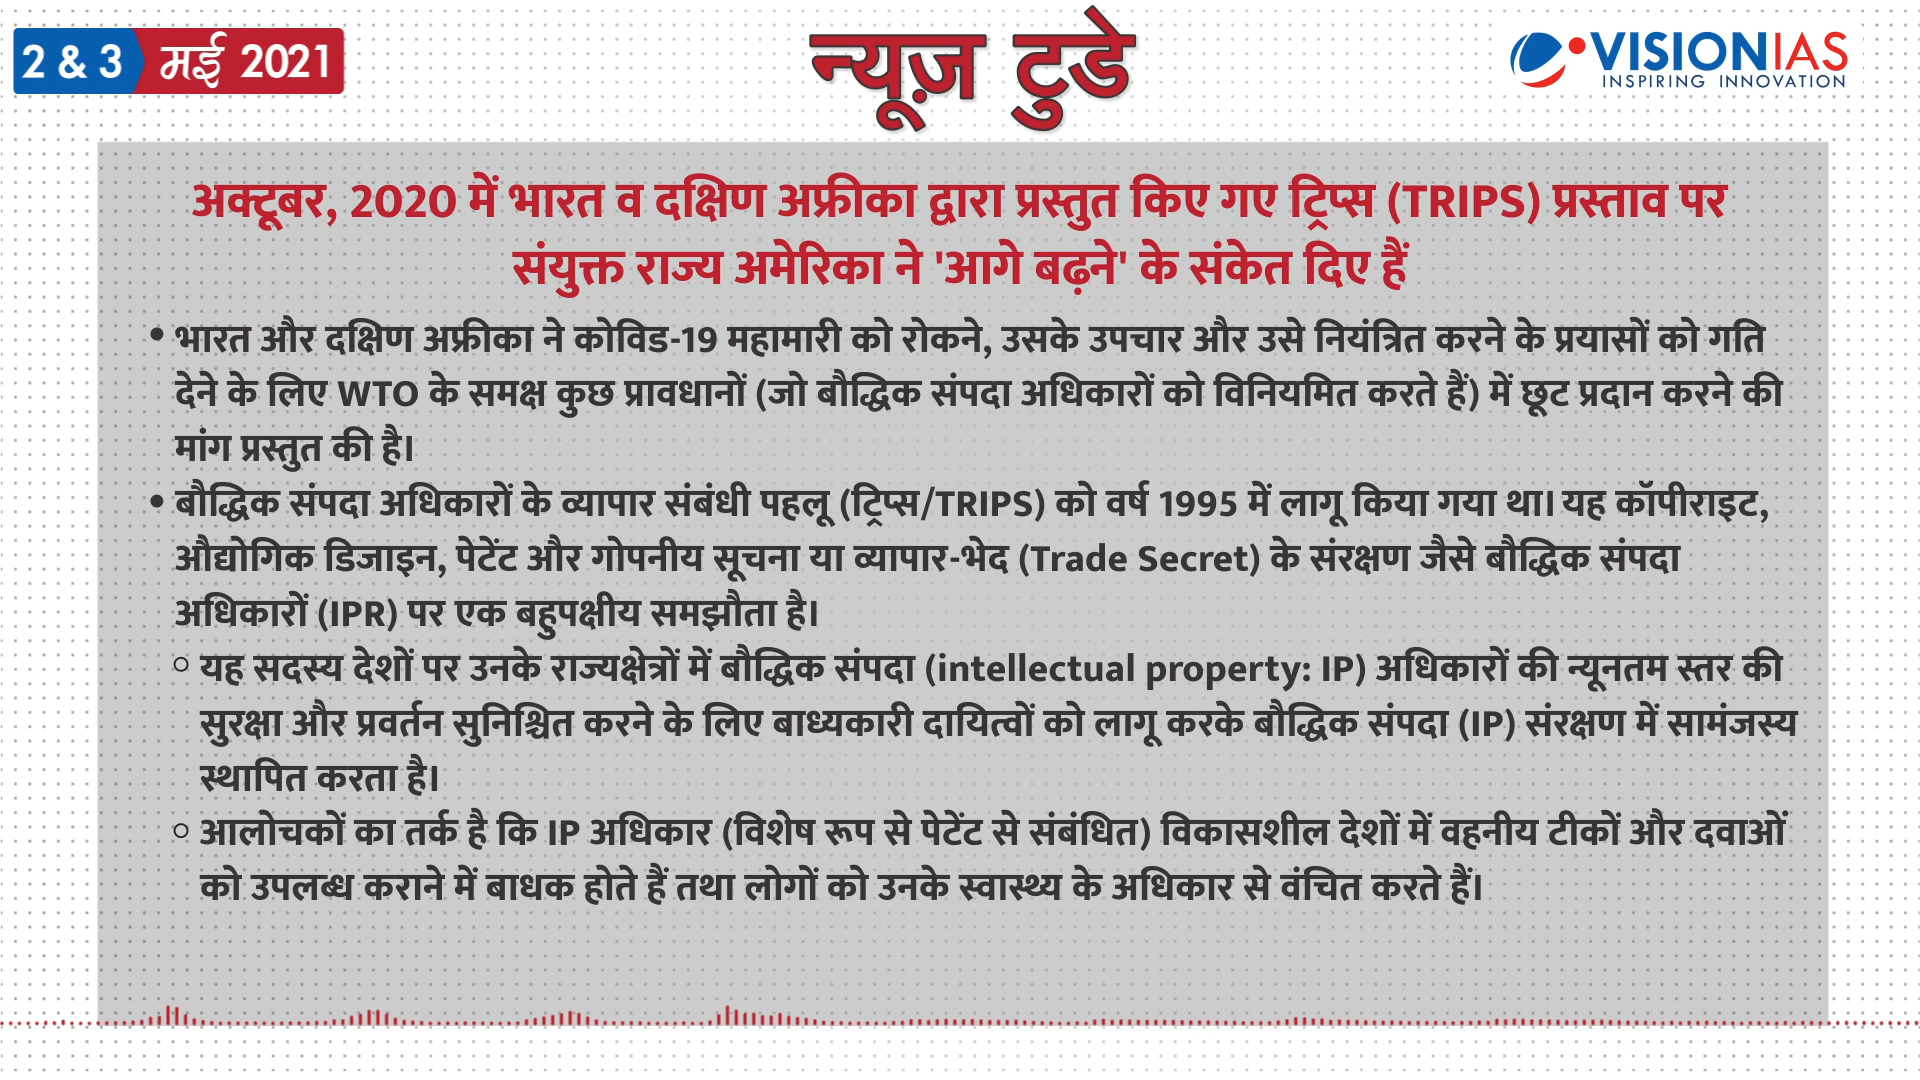 2 & 3 मई 2021
न्यूज़ टुडे
VISIONIAS
INSPIRING INNOVATION
अक्टूबर, 2020 में भारत व दक्षिण अफ्रीका द्वारा प्रस्तुत किए गए ट्रिप्स (TRIPS) प्रस्ताव पर
संयुक्त राज्य अमेरिका ने 'आगे बढ़ने' के संकेत दिए हैं
• भारत और दक्षिण अफ्रीका ने कोविड-19 महामारी को रोकने, उसके उपचार और उसे नियंत्रित करने के प्रयासों को गति
देने के लिए WTO के समक्ष कुछ प्रावधानों (जो बौद्धिक संपदा अधिकारों को विनियमित करते हैं) में छूट प्रदान करने की
मांग प्रस्तुत की है।
• बौद्धिक संपदा अधिकारों के व्यापार संबंधी पहलू (ट्रिप्स/TRIPS) को वर्ष 1995 में लागू किया गया था। यह कॉपीराइट,
औद्योगिक डिजाइन, पेटेंट और गोपनीय सूचना या व्यापार-भेद (Trade Secret) के संरक्षण जैसे बौद्धिक संपदा
अधिकारों (IPR) पर एक बहुपक्षीय समझौता है।
○ यह सदस्य देशों पर उनके राज्यक्षेत्रों में बौद्धिक संपदा (intellectual property: IP) अधिकारों की न्यूनतम स्तर की
सुरक्षा और प्रवर्तन सुनिश्चित करने के लिए बाध्यकारी दायित्वों को लागू करके बौद्धिक संपदा (IP) संरक्षण में सामंजस्य
स्थापित करता है।
○ आलोचकों का तर्क है कि IP अधिकार (विशेष रूप से पेटेंट से संबंधित) विकासशील देशों में वहनीय टीकों और दवाओं
को उपलब्ध कराने में बाधक होते हैं तथा लोगों को उनके स्वास्थ्य के अधिकार से वंचित करते हैं।